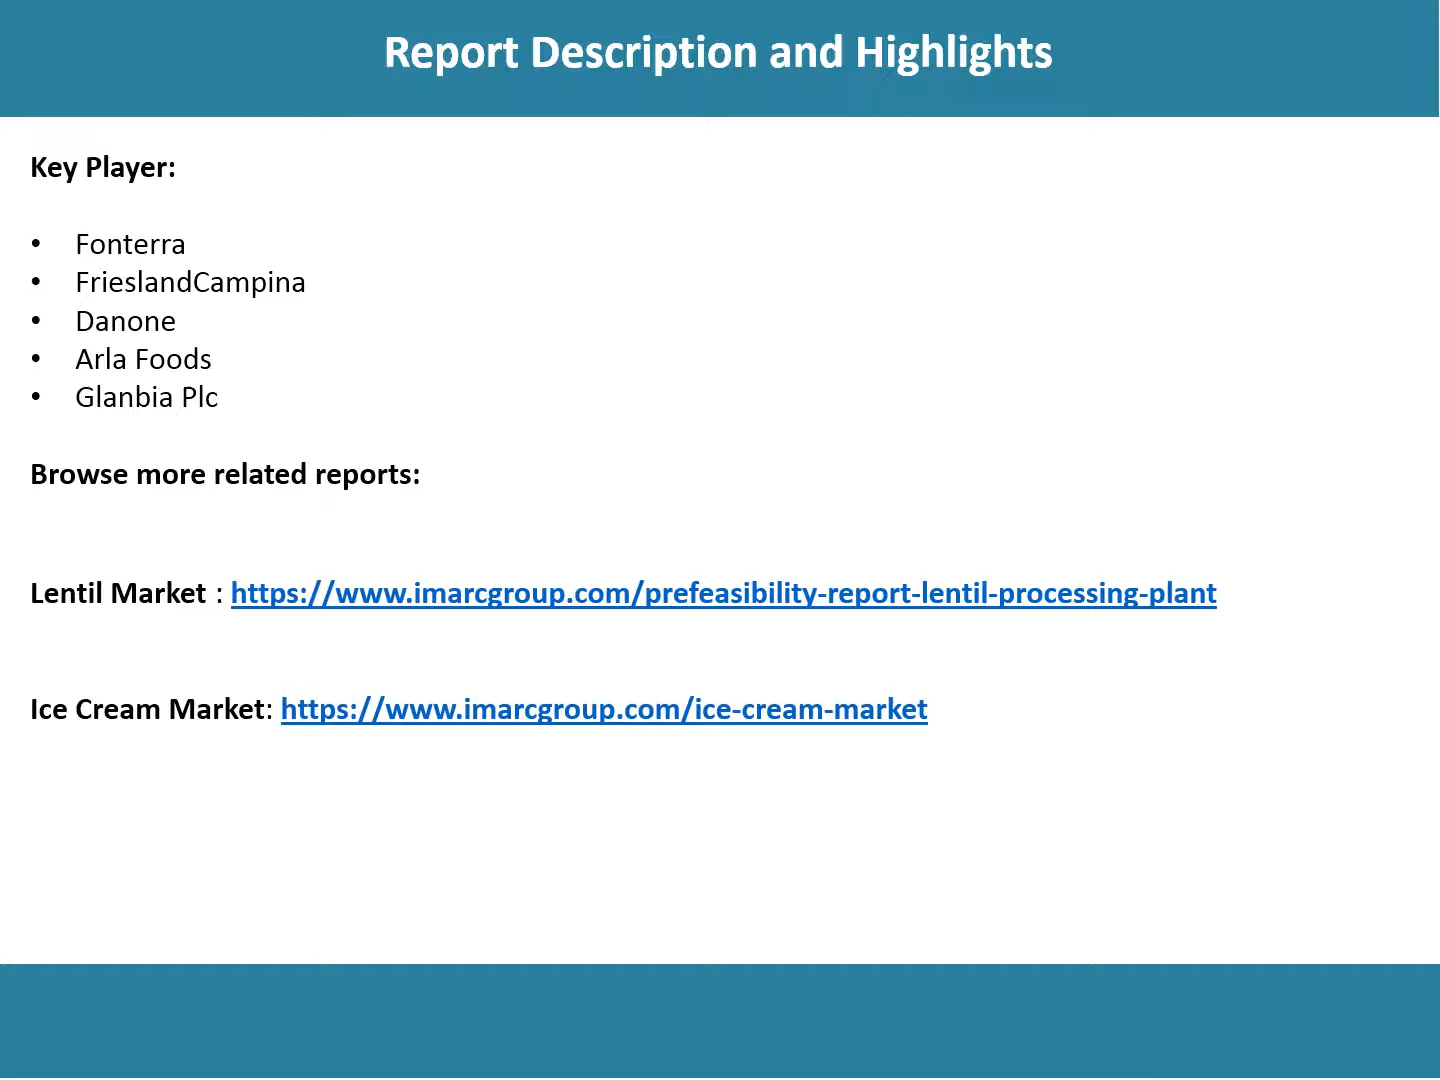 Report Description and Highlights
Key Player:
• Fonterra
• FrieslandCampina
• Danone
• Arla Foods
• Glanbia Plc
Browse more related reports:
Lentil Market : https://www.imarcgroup.com/prefeasibility-report-lentil-processing-plant
Ice Cream Market: https://www.imarcgroup.com/ice-cream-market